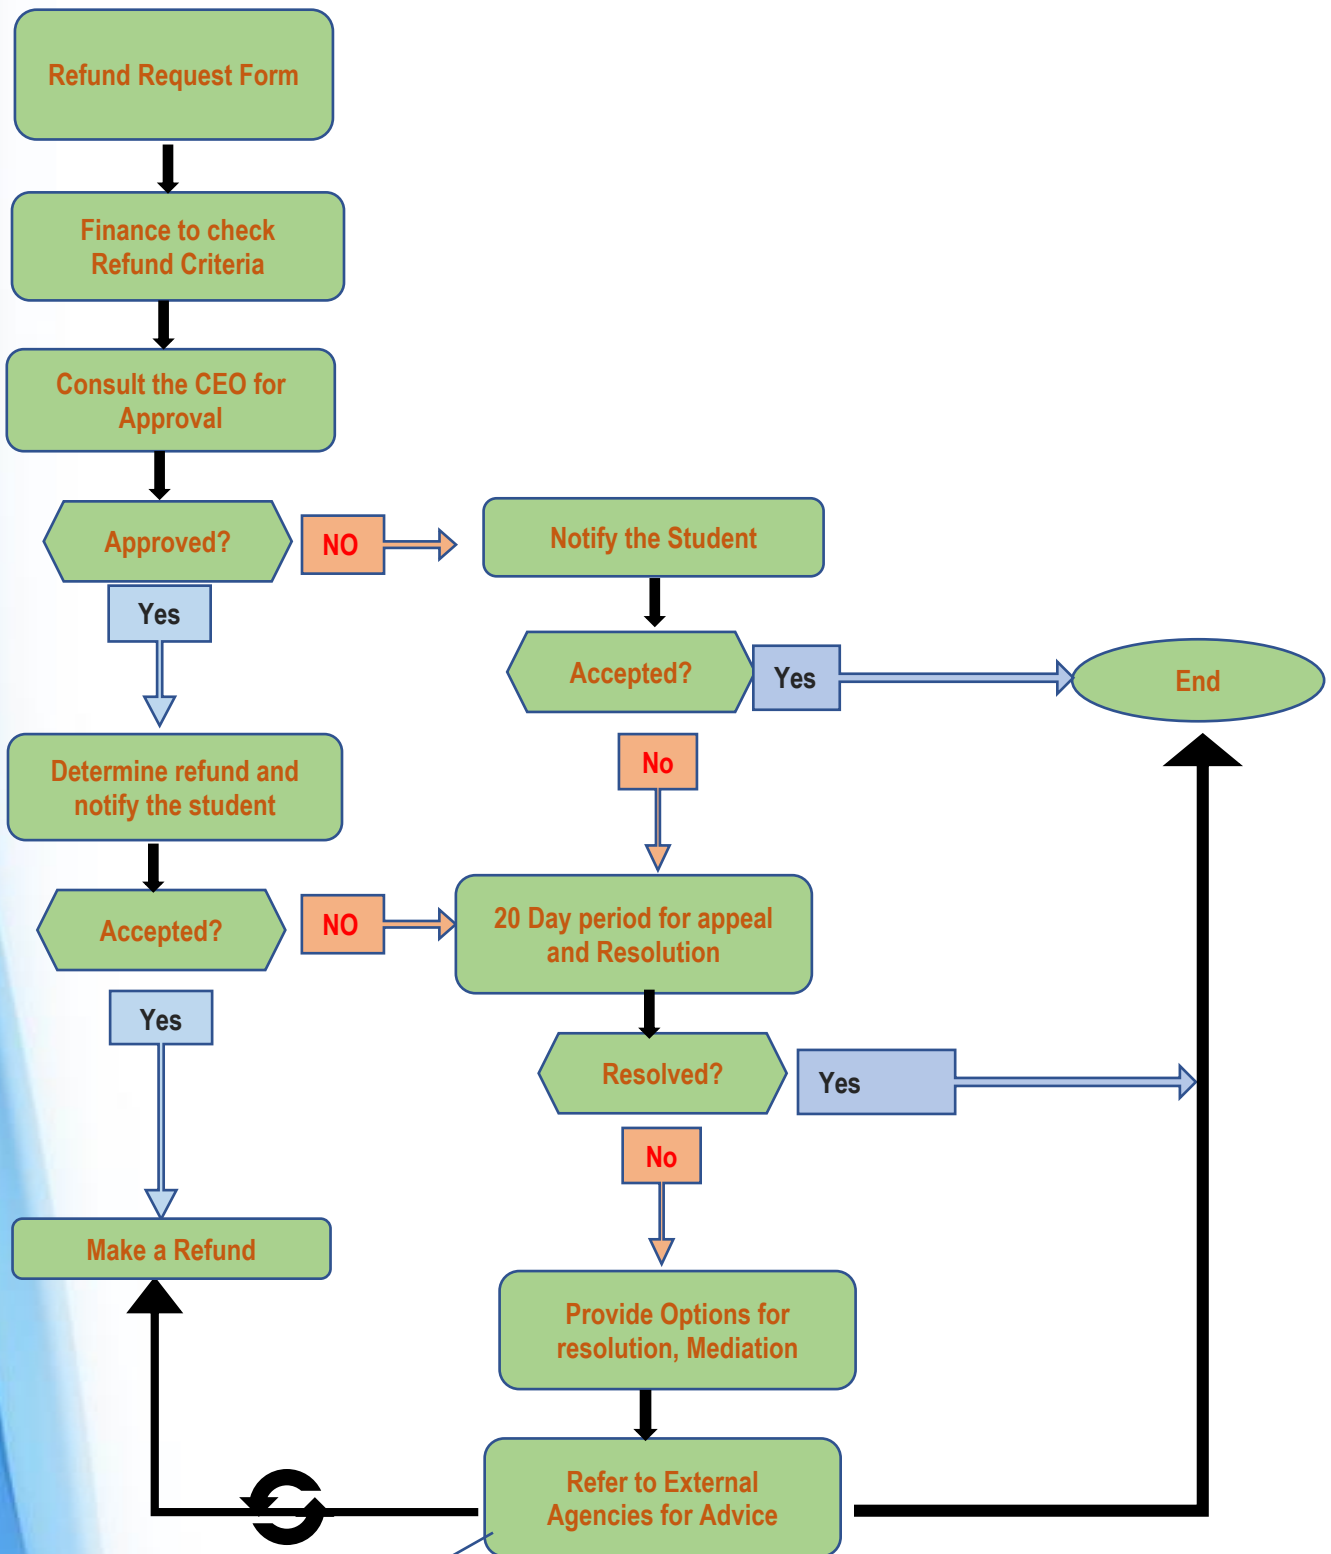 Refund Request Form
Finance to check
Refund Criteria
Consult the CEO for
Approval
Approved?
NO
Notify the Student
Yes
Accepted?
Yes
End
No
Determine refund and
notify the student
Accepted?
NO
20 Day period for appeal
and Resolution
Yes
Resolved?
Yes
No
Make a Refund
Provide Options for
resolution, Mediation
Refer to External
Agencies for Advice